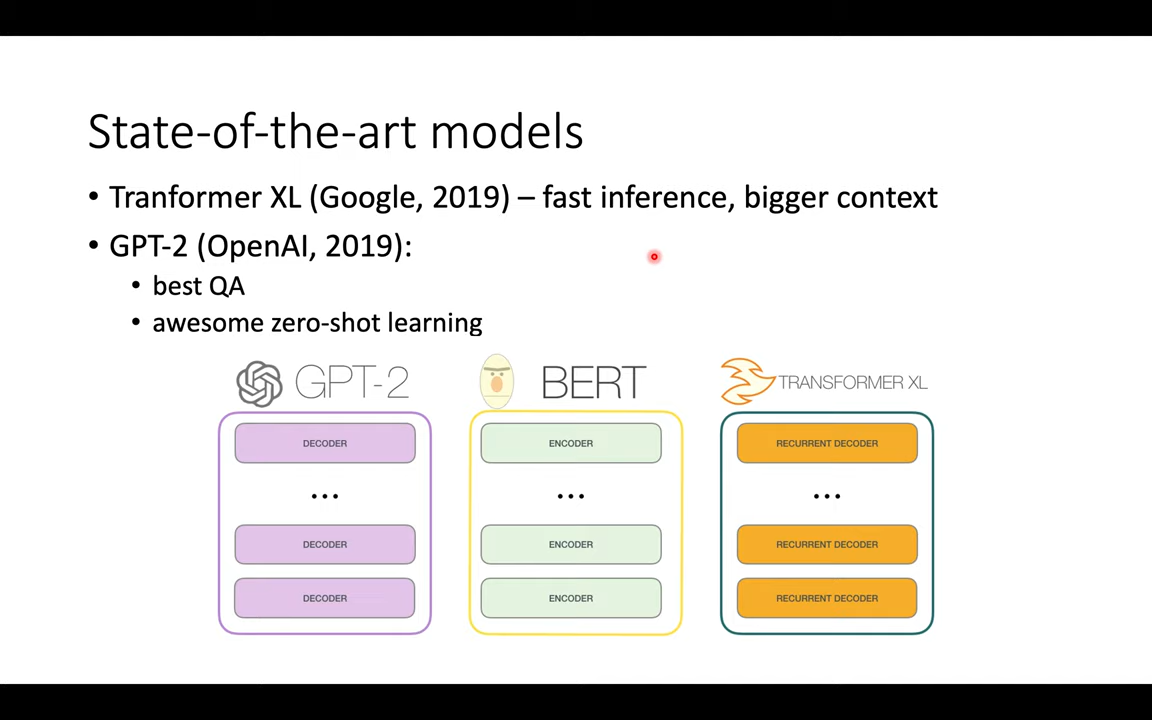 State-of-the-art models
• Tranformer XL (Google, 2019) – fast inference, bigger context
• GPT-2 (OpenAI, 2019):
• best QA
• awesome zero-shot learning
GPT-2
BERT
TRANSFORMER XL
DECODER
ENCODER
RECURRENT DECODER
...
...
...
DECODER
ENCODER
RECURRENT DECODER
DECODER
ENCODER
RECURRENT DECODER